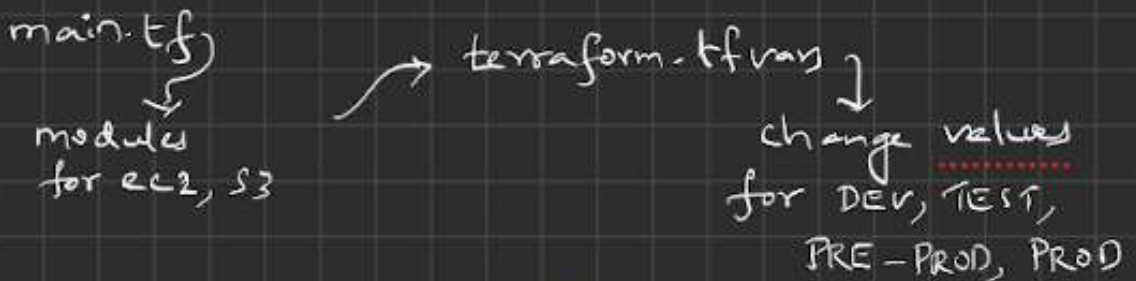 main.tf
modules
for ec2, S3
terraform.tfvars
change values
for DEV, TEST,
PRE-PROD, PROD